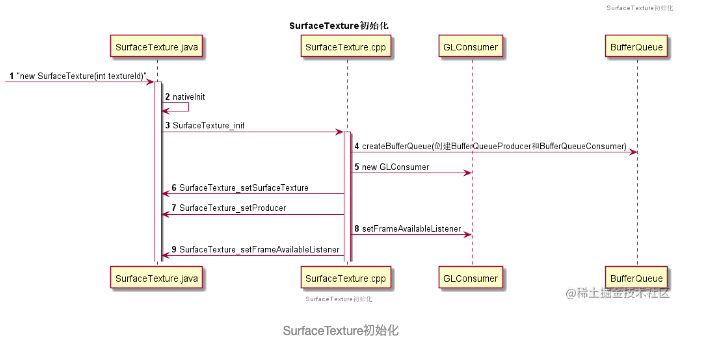 SurfaceTexture初始化
SurfaceTexture初始化
SurfaceTexture.java SurfaceTexture.cpp GLConsumer BufferQueue
1 "new SurfaceTexture(int textureId)"
2 nativeInit
3 SurfaceTexture_init
4 createBufferQueue(创建BufferQueueProducer和BufferQueueConsumer)
5 new GLConsumer
6 SurfaceTexture_setSurfaceTexture
7 SurfaceTexture_setProducer
8 setFrameAvailableListener
9 SurfaceTexture_setFrameAvailableListener
SurfaceTexture.java SurfaceTexture.cpp GLConsumer BufferQueue
@稀土掘金技术社区
SurfaceTexture初始化
SurfaceTexture初始化